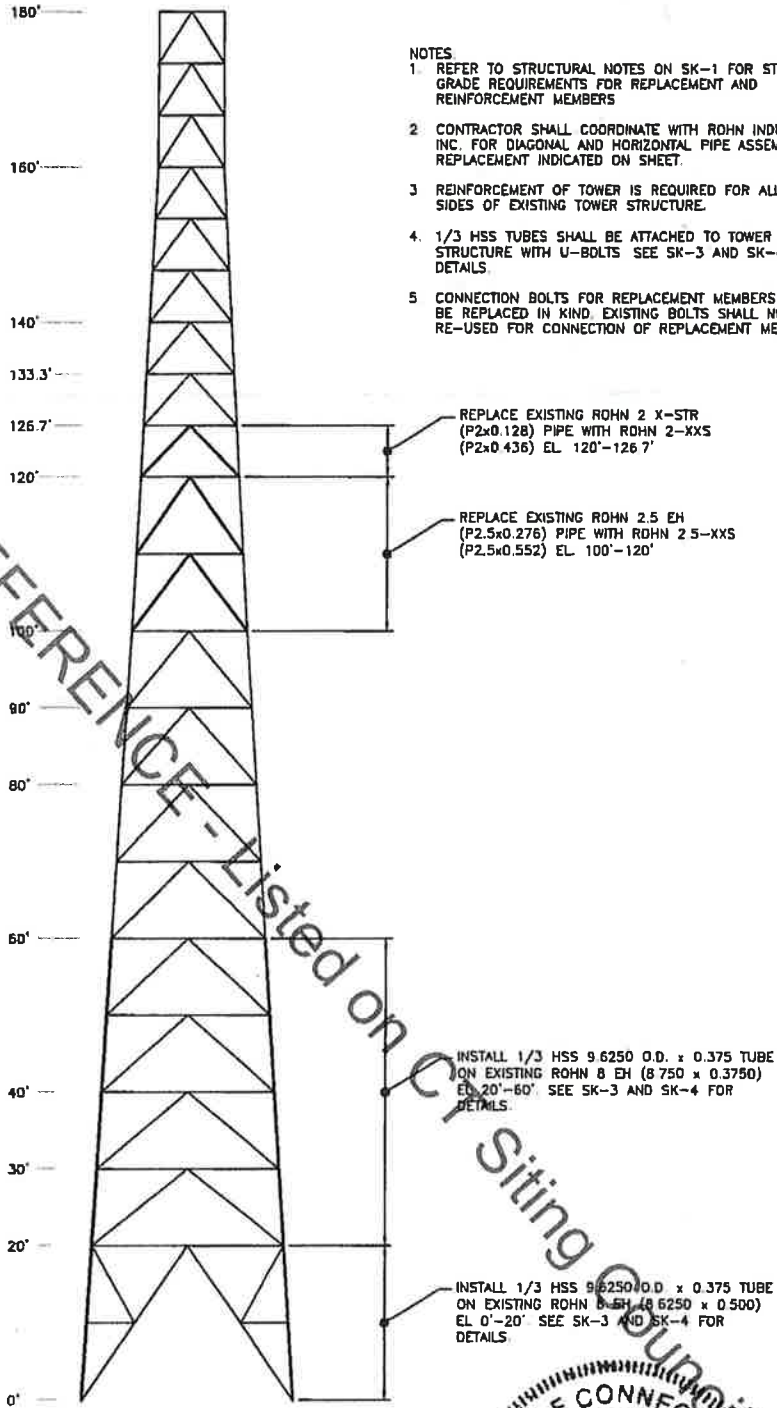 180'
160'
140'
133.3'
126.7'
120'
100'
90'
80'
60'
40'
30'
20'
0'
NOTES.
1. REFER TO STRUCTURAL NOTES ON SK-1 FOR
GRADE REQUIREMENTS FOR REPLACEMENT AND
REINFORCEMENT MEMBERS
2 CONTRACTOR SHALL COORDINATE WITH ROHN
INC. FOR DIAGONAL AND HORIZONTAL PIPE
REPLACEMENT INDICATED ON SHEET.
3 REINFORCEMENT OF TOWER IS REQUIRED FOR
SIDES OF EXISTING TOWER STRUCTURE.
4. 1/3 HSS TUBES SHALL BE ATTACHED TO TOWER
STRUCTURE WITH U-BOLTS SEE SK-3 AND
DETAILS.
5 CONNECTION BOLTS FOR REPLACEMENT MEMBERS
BE REPLACED IN KIND. EXISTING BOLTS SHALL
RE-USED FOR CONNECTION OF REPLACEMENT
REPLACE EXISTING ROHN 2 X-STR
(P2x0.128) PIPE WITH ROHN 2-XXS
(P2x0.436) EL. 120'-126.7'
REPLACE EXISTING ROHN 2.5 EH
(P2.5x0.276) PIPE WITH ROHN 2.5-XXS
(P2.5x0.552) EL. 100'-120'
INSTALL 1/3 HSS 9.6250 O.D. x 0.375 TUBE
ON EXISTING ROHN 8 EH (8.750 x 0.3750)
EL 20'-60'. SEE SK-3 AND SK-4 FOR
DETAILS.
INSTALL 1/3 HSS 9.6250 O.D. x 0.375 TUBE
ON EXISTING ROHN EH (8.6250 x 0.500)
EL 0'-20'. SEE SK-3 AND SK-4 FOR
DETAILS.
- Listed on CT Siting